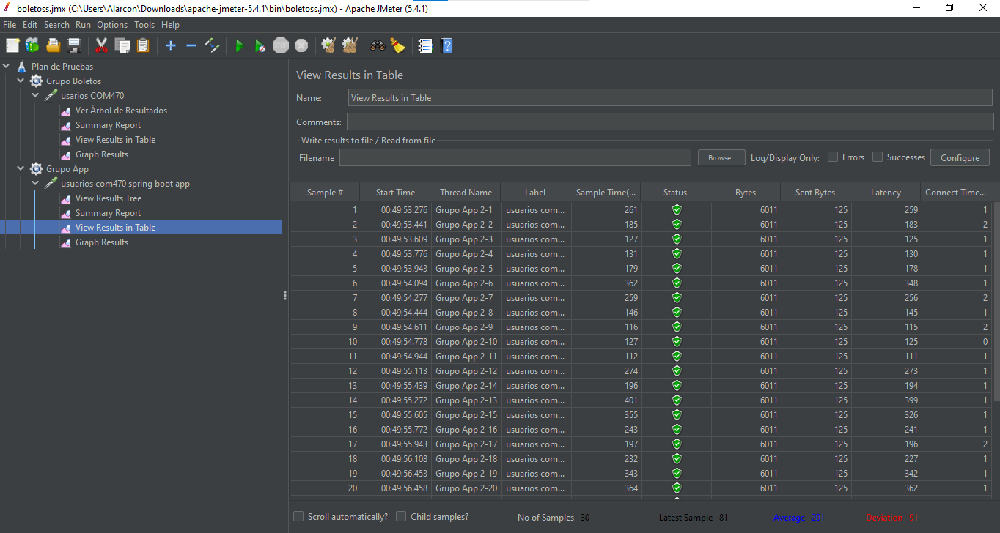 boletoss.jmx (C:\Users\Alarcon\Downloads\apache-jmeter-5.4.1\bin\boletoss.jmx) - Apache JMeter (5.4.1)
File Edit Search Run Options Tools Help
STOP
Plan de Pruebas
Grupo Boletos
usarios COM470
Ver Árbol de Resultados
Summary Report
View Results in Table
Graph Results
Grupo App
usuarios com470 spring boot app
View Results Tree
Summary Report
View Results in Table
Graph Results
View Results in Table
Name: View Results in Table
Comments:
Write results to file / Read from file
Filename Browse... Log/Display Only: Errors Successes Configure
Sample # Start Time Thread Name Label Sample Time(... Status Bytes Sent Bytes Latency Connect Time...
1 00:49:53.276 Grupo App 2-1 usuarios com... 261 6011 125 259 1
2 00:49:53.441 Grupo App 2-2 usuarios com... 185 6011 125 183 2
3 00:49:53.609 Grupo App 2-3 usuarios com... 127 6011 125 125 1
4 00:49:53.776 Grupo App 2-4 usuarios com... 131 6011 125 130 1
5 00:49:53.943 Grupo App 2-5 usuarios com... 179 6011 125 178 1
6 00:49:54.094 Grupo App 2-6 usuarios com... 362 6011 125 348 1
7 00:49:54.277 Grupo App 2-7 usuarios com... 259 6011 125 256 2
8 00:49:54.444 Grupo App 2-8 usuarios com... 146 6011 125 145 1
9 00:49:54.611 Grupo App 2-9 usuarios com... 116 6011 125 115 2
10 00:49:54.778 Grupo App 2-10 usuarios com... 127 6011 125 125 0
11 00:49:54.944 Grupo App 2-11 usuarios com... 112 6011 125 111 1
12 00:49:55.113 Grupo App 2-12 usuarios com... 274 6011 125 273 1
13 00:49:55.439 Grupo App 2-14 usuarios com... 196 6011 125 194 1
14 00:49:55.272 Grupo App 2-13 usuarios com... 401 6011 125 399 1
15 00:49:55.605 Grupo App 2-15 usuarios com... 355 6011 125 326 1
16 00:49:55.772 Grupo App 2-16 usuarios com... 243 6011 125 241 1
17 00:49:55.943 Grupo App 2-17 usuarios com... 197 6011 125 196 2
18 00:49:56.108 Grupo App 2-18 usuarios com... 232 6011 125 227 1
19 00:49:56.453 Grupo App 2-19 usuarios com... 343 6011 125 342 1
20 00:49:56.458 Grupo App 2-20 usuarios com... 364 6011 125 362 1
Scroll automatically? Child samples? No of Samples 30 Latest Sample 81 Average 201 Deviation 91